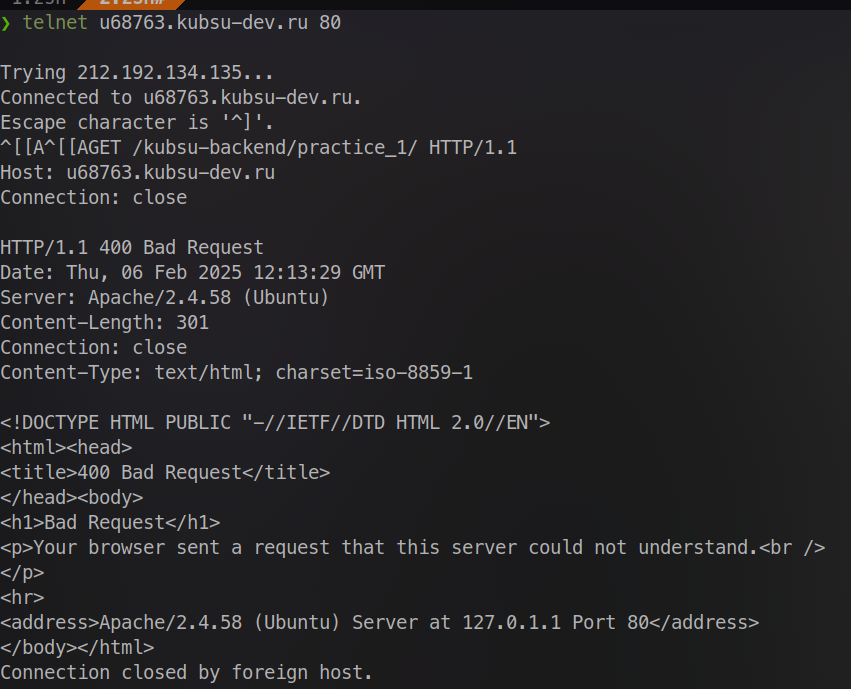 ❯ telnet u68763.kubsu-dev.ru 80
Trying 212.192.134.135...
Connected to u68763.kubsu-dev.ru.
Escape character is '^]'.
^[[A^[[AGET /kubsu-backend/practice_1/ HTTP/1.1
Host: u68763.kubsu-dev.ru
Connection: close
HTTP/1.1 400 Bad Request
Date: Thu, 06 Feb 2025 12:13:29 GMT
Server: Apache/2.4.58 (Ubuntu)
Content-Length: 301
Connection: close
Content-Type: text/html; charset=iso-8859-1
<!DOCTYPE HTML PUBLIC "-//IETF//DTD HTML 2.0//EN">
<html><head>
<title>400 Bad Request</title>
</head><body>
<h1>Bad Request</h1>
<p>Your browser sent a request that this server could not understand.<br />
</p>
<hr>
<address>Apache/2.4.58 (Ubuntu) Server at 127.0.1.1 Port 80</address>
</body></html>
Connection closed by foreign host.